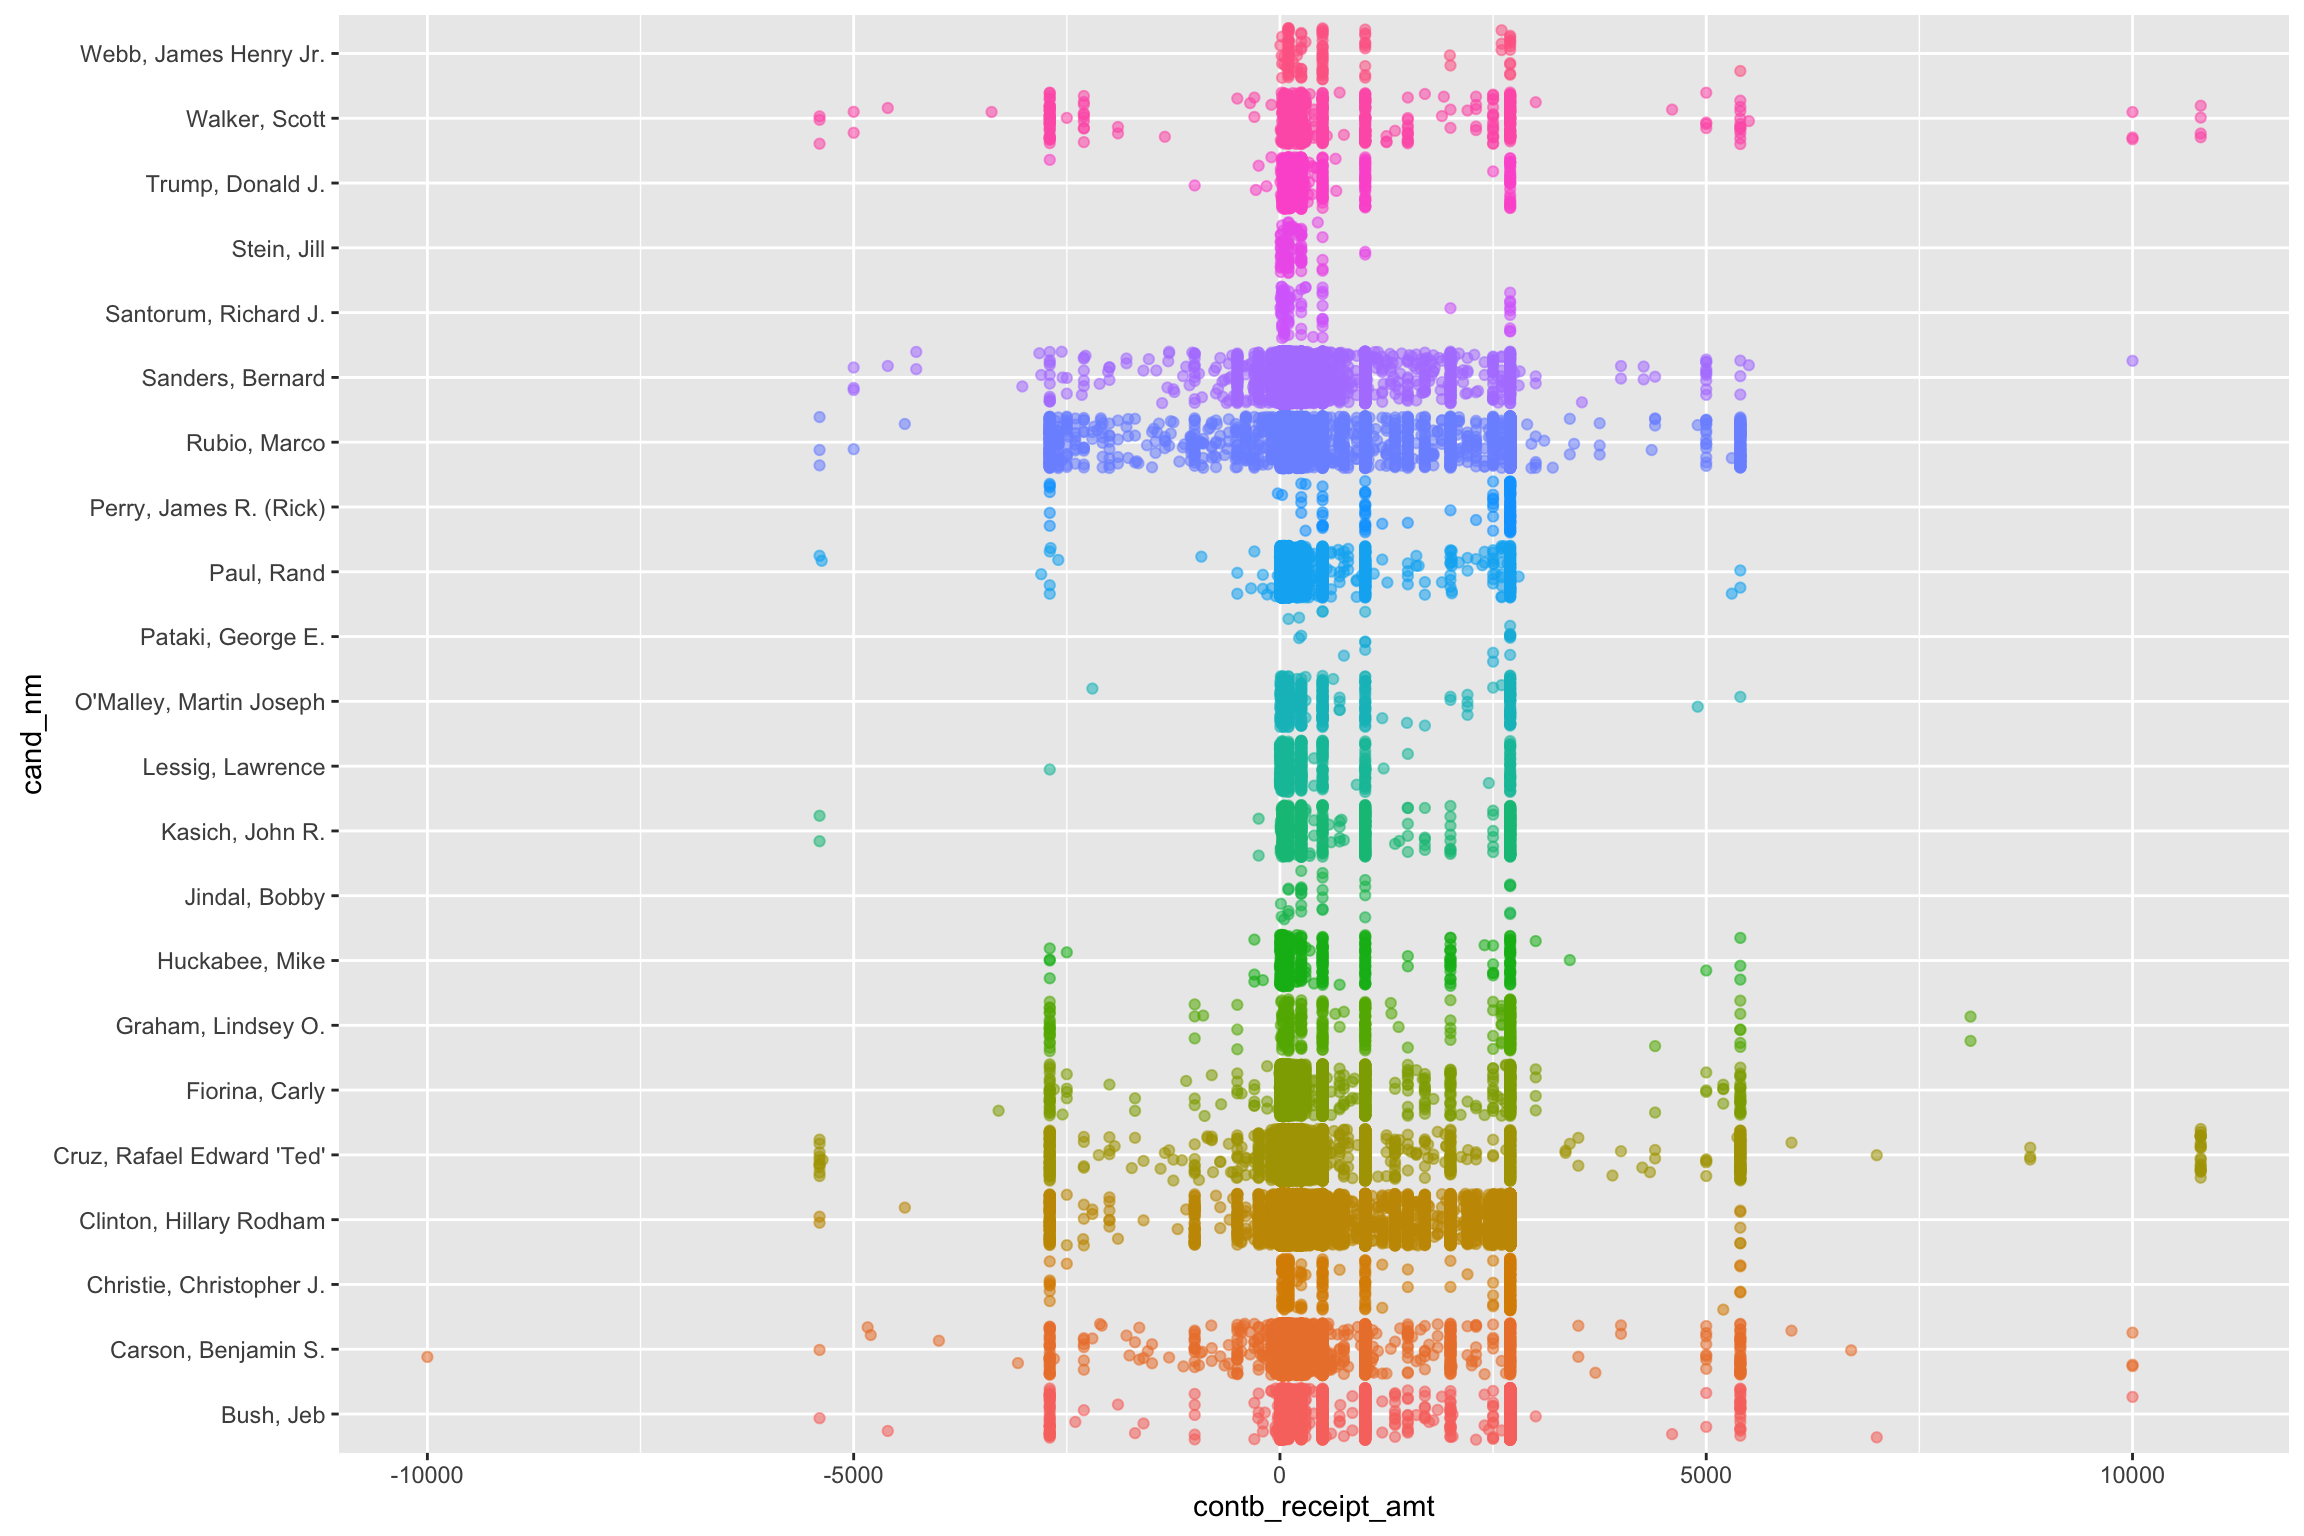 Webb, James Henry Jr.
Walker, Scott
Trump, Donald J.
Stein, Jill
Santorum, Richard J.
Sanders, Bernard
Rubio, Marco
Perry, James R. (Rick)
Paul, Rand
Pataki, George E.
O'Malley, Martin Joseph
Lessig, Lawrence
Kasich, John R.
Jindal, Bobby
Huckabee, Mike
Graham, Lindsey O.
Fiorina, Carly
Cruz, Rafael Edward 'Ted'
Clinton, Hillary Rodham
Christie, Christopher J.
Carson, Benjamin S.
Bush, Jeb
cand_nm
-10000
-5000
0
5000
10000
contb_receipt_amt